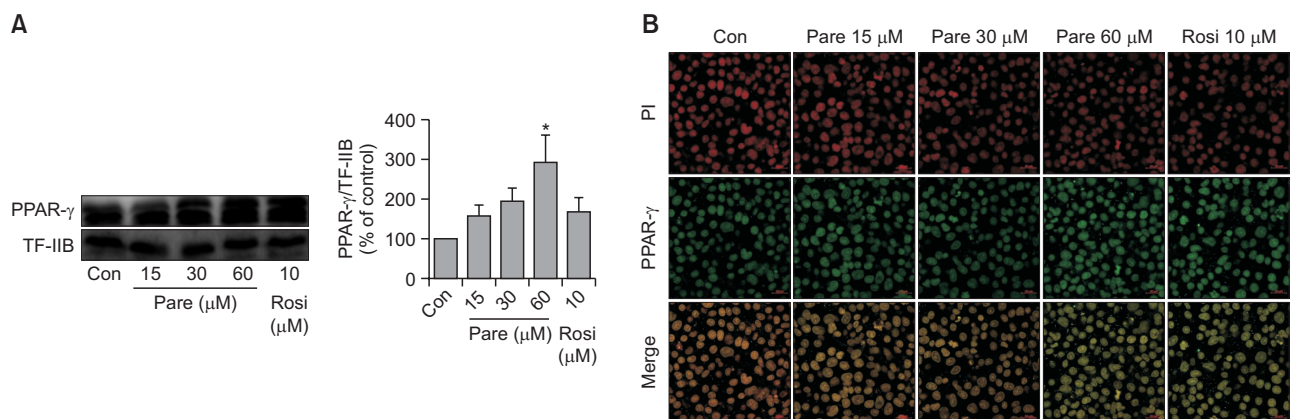 A
PPAR-γ
TF-IIB
Con 15 30 60 10
Pare (μM) Rosi
(μM)
PPAR-γ/TF-IIB
(% of control)
400
300
200
100
0
*
Con 15 30 60 10
Pare (μM) Rosi
(μM)
B
Con Pare 15 μM Pare 30 μM Pare 60 μM Rosi 10 μM
PI
PPAR-γ
Merge